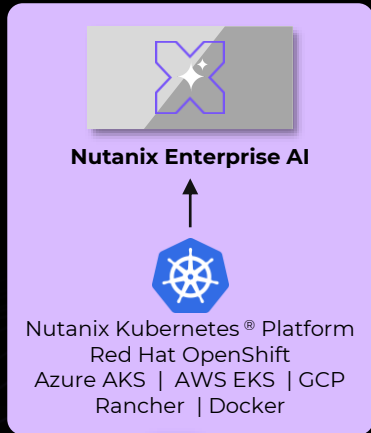 Nutanix Enterprise AI
Nutanix Kubernetes ® Platform
Red Hat OpenShift
Azure AKS | AWS EKS | GCP
Rancher | Docker